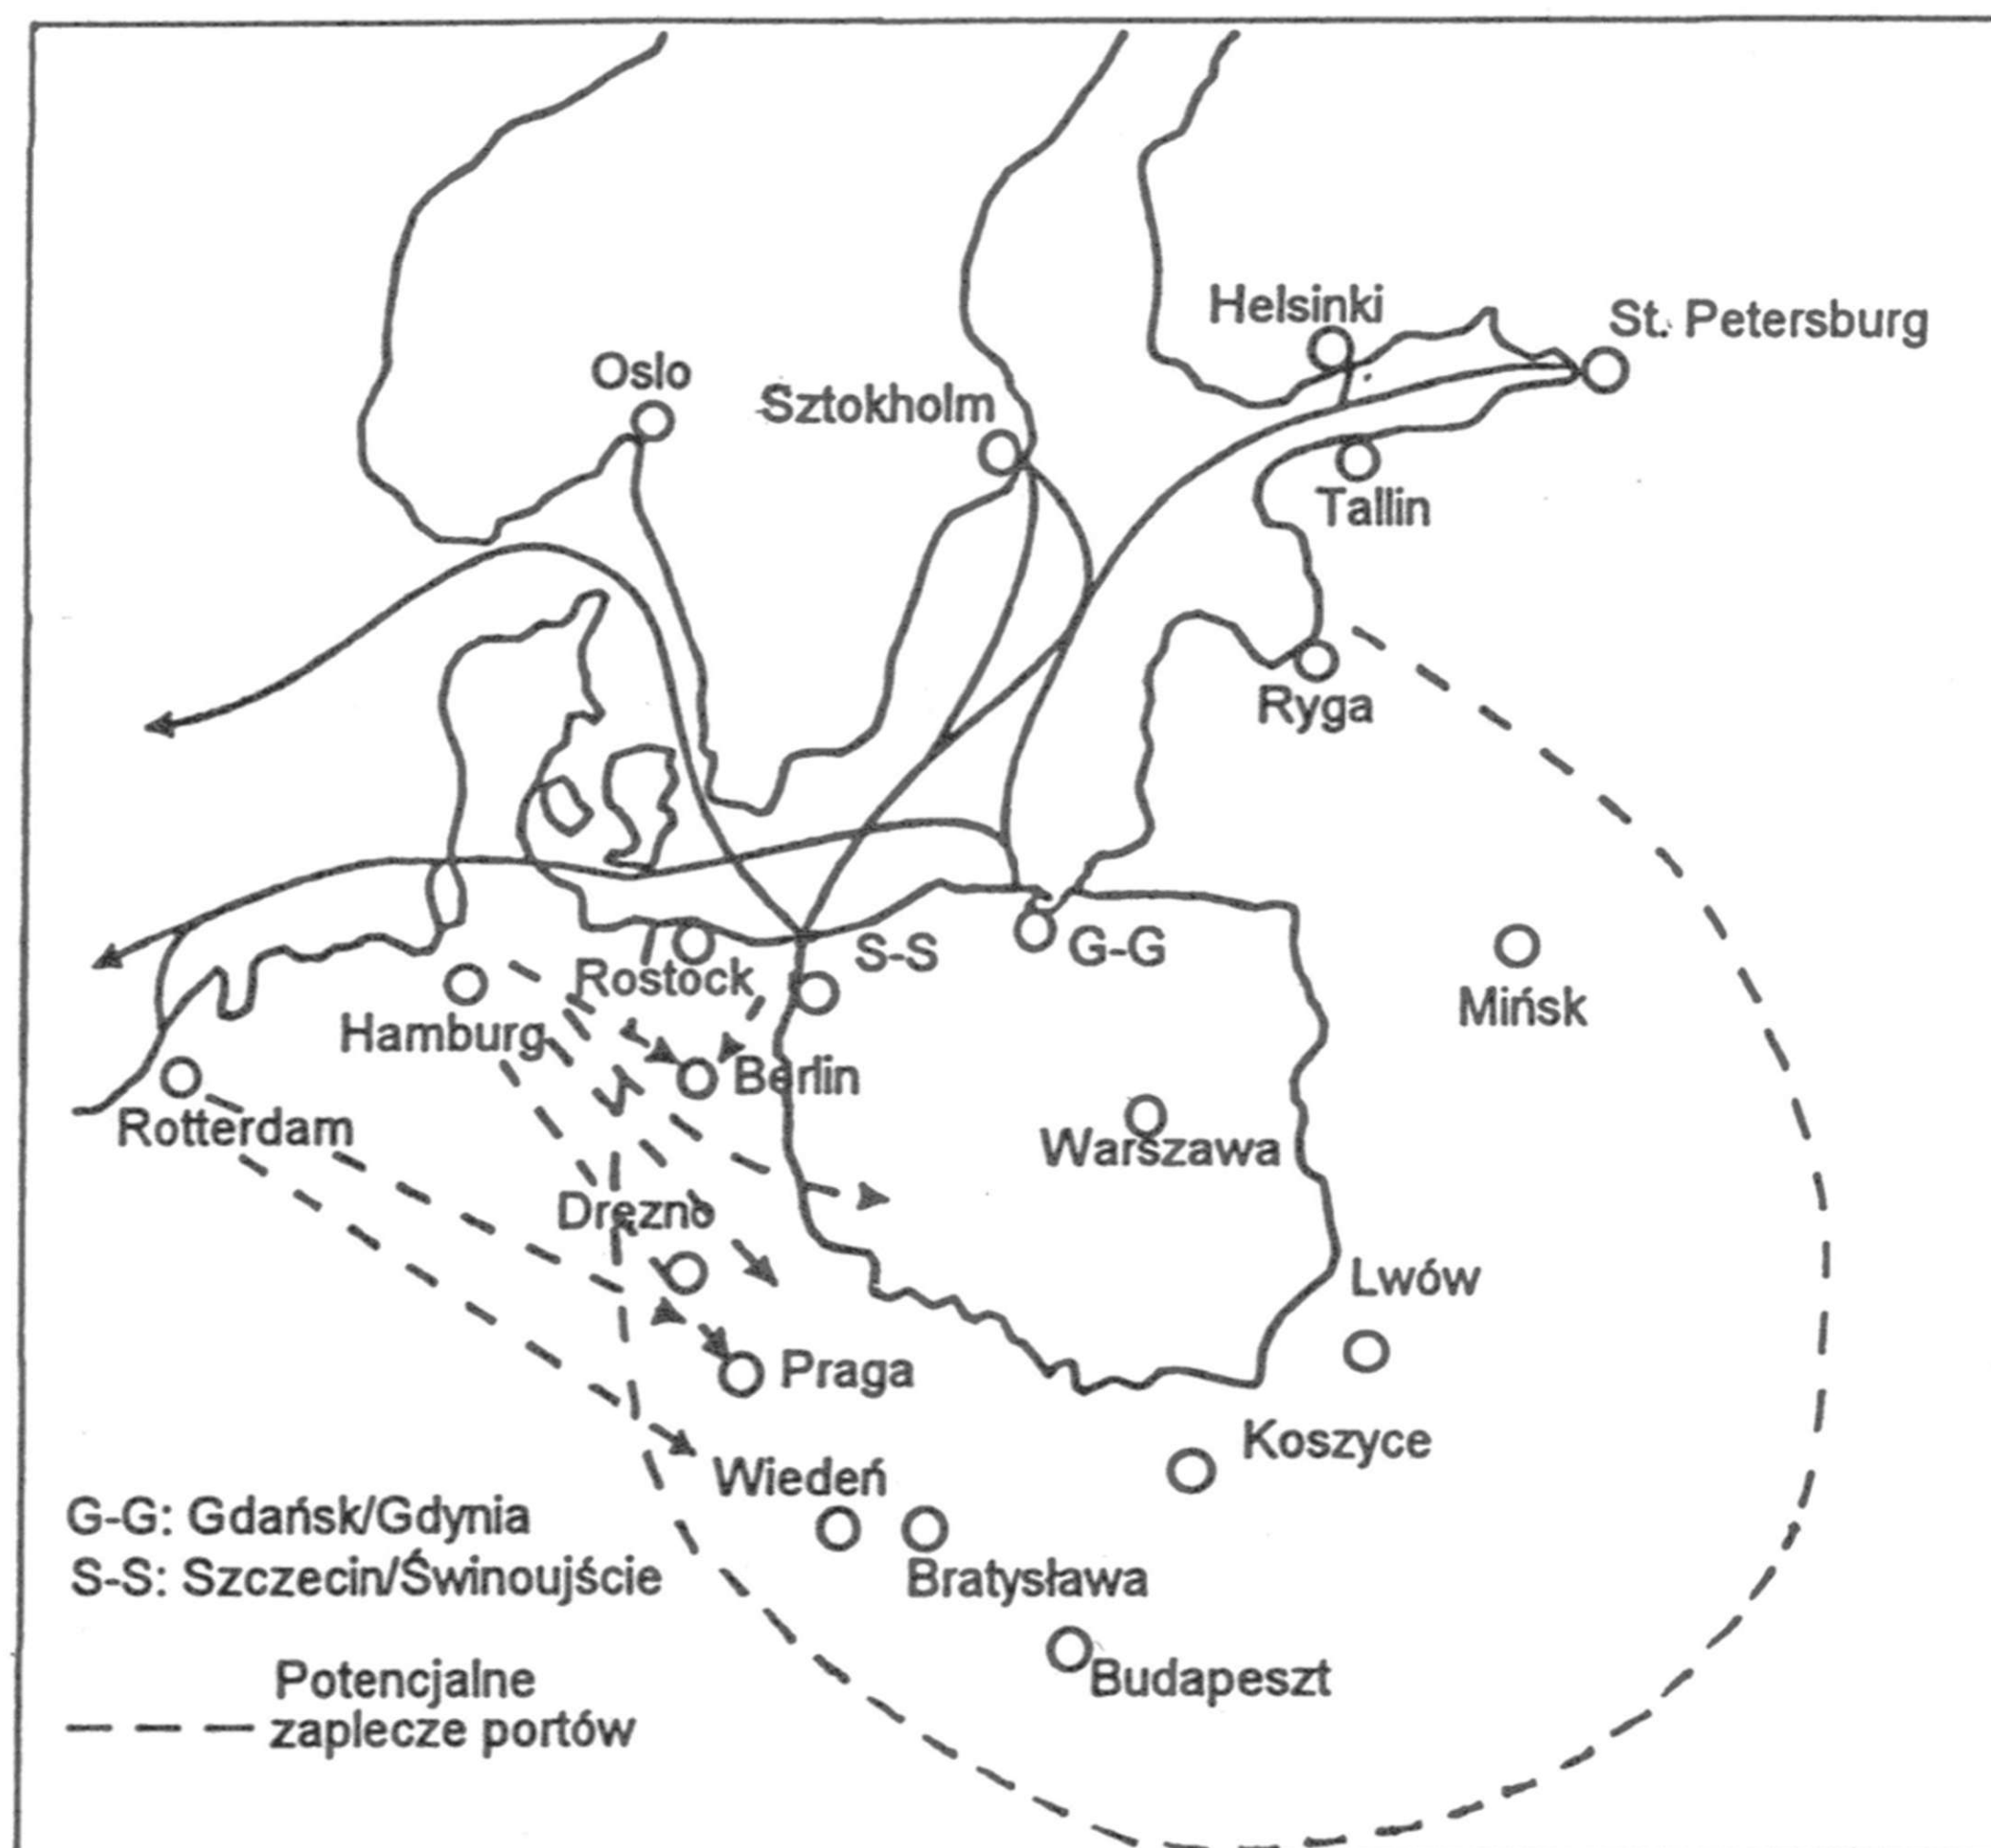 Helsinki
St. Petersburg
Oslo
Sztokholm
Tallin
Ryga
S-S
G-G
Rostock
Mińsk
Hamburg
Berlin
Rotterdam
Warszawa
Drezno
Lwów
Praga
Koszyce
Wiedeń
G-G: Gdańsk/Gdynia
S-S: Szczecin/Świnoujście
Bratysława
Budapeszt
Potencjalne
zaplecze portów